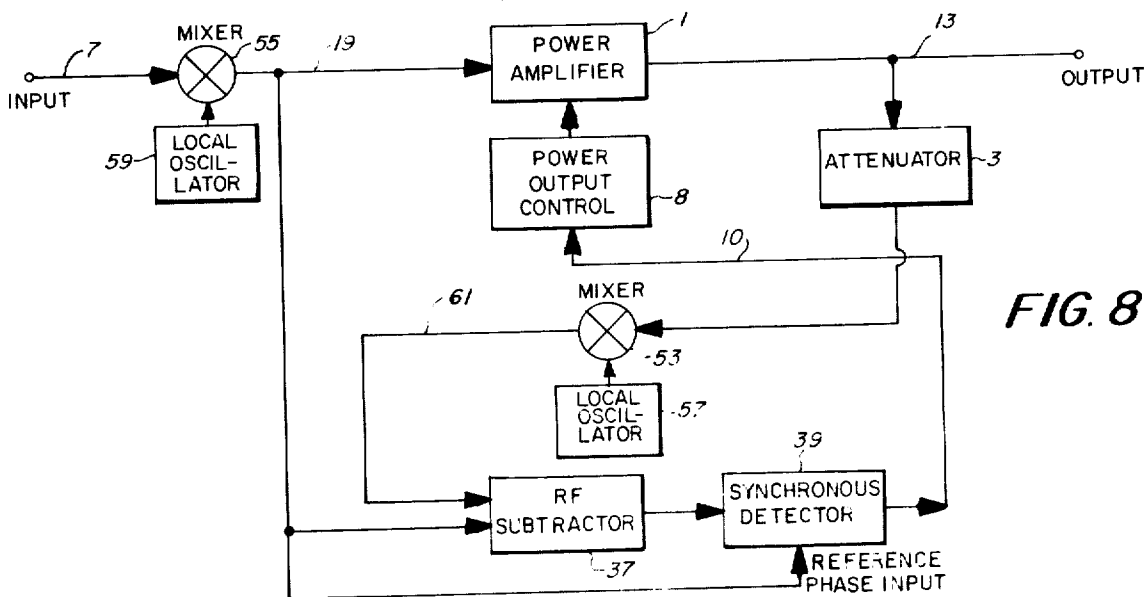 MIXER
55
7
19
1
13
POWER
AMPLIFIER
INPUT
OUTPUT
59
LOCAL
OSCIL-
LATOR
POWER
OUTPUT
CONTROL
8
ATTENUATOR
3
10
MIXER
61
53
FIG. 8
LOCAL
OSCIL-
LATOR
57
39
RF
SUBTRACTOR
SYNCHRONOUS
DETECTOR
37
REFERENCE
PHASE INPUT